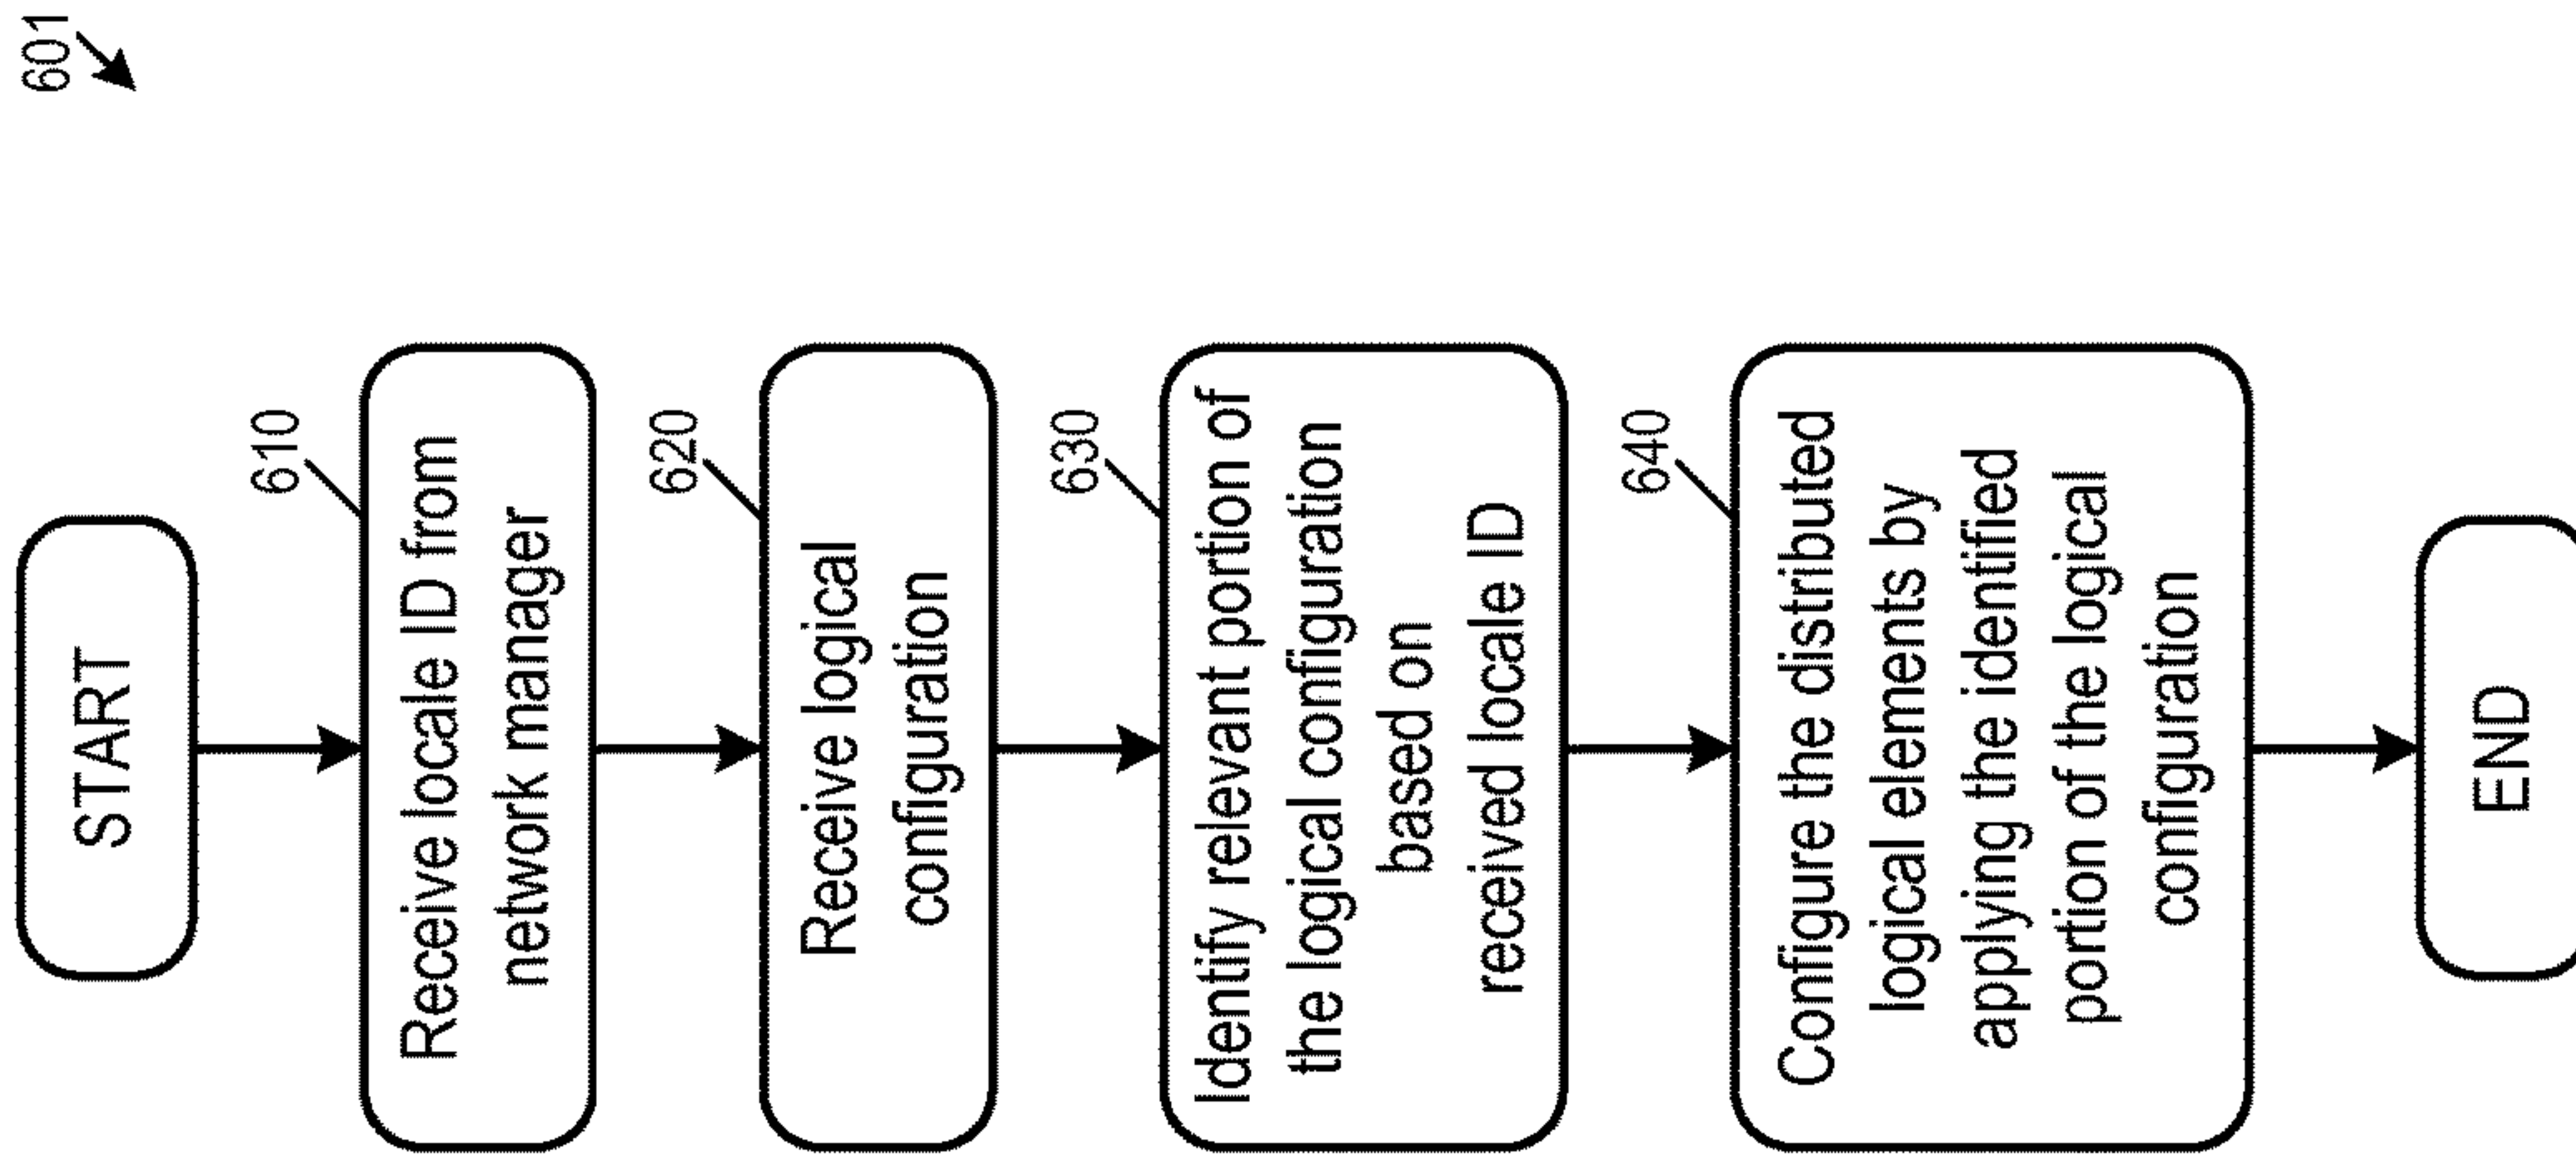 601
START
610
Receive locale ID from
network manager
620
Receive logical
configuration
630
Identify relevant portion of
the logical configuration
based on
received locale ID
640
Configure the distributed
logical elements by
applying the identified
portion of the logical
configuration
END